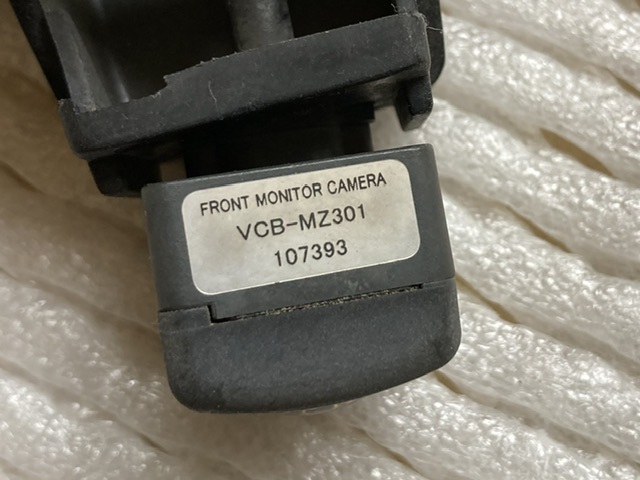 FRONT MONITOR CAMERA
VCB-MZ301
107393